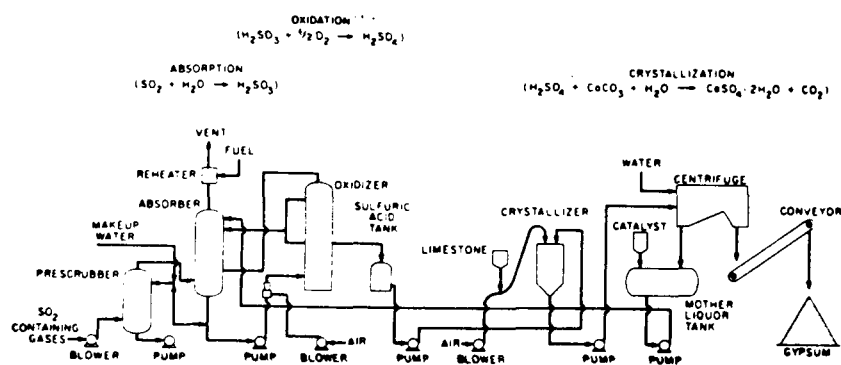 OXIDATION
(H₂SO₃ + ½O₂ → H₂SO₄)
ABSORPTION
(SO₂ + H₂O → H₂SO₃)
CRYSTALLIZATION
(H₂SO₄ + CaCO₃ + H₂O → CaSO₄·2H₂O + CO₂)
VENT
FUEL
REHEATER
ABSORBER
OXIDIZER
SULFURIC
ACID
TANK
MAKEUP
WATER
PRESCRUBBER
SO₂
CONTAINING
GASES
BLOWER
PUMP
PUMP
BLOWER
AIR
PUMP
LIMESTONE
CRYSTALLIZER
AIR
BLOWER
PUMP
WATER
CENTRIFUGE
CATALYST
CONVEYOR
MOTHER
LIQUOR
TANK
PUMP
GYPSUM